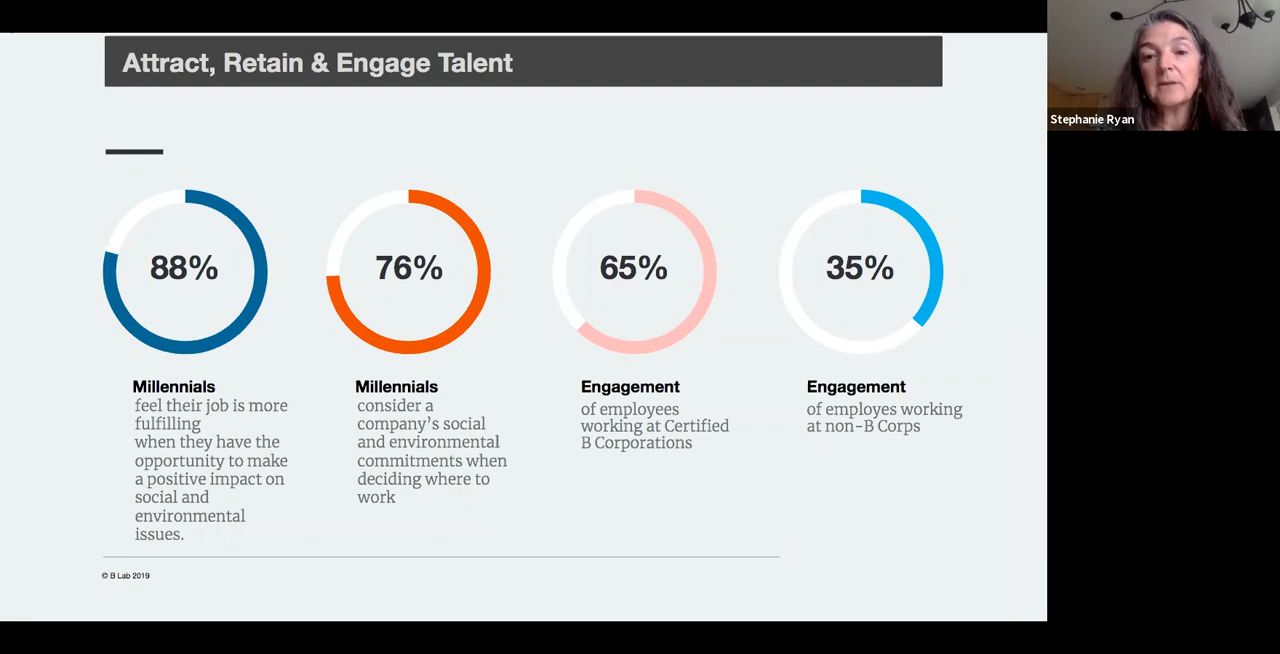 Attract, Retain & Engage Talent
Stephanie Ryan
88%
76%
65%
35%
Millennials
feel their job is more
fulfilling
when they have the
opportunity to make
a positive impact on
social and
environmental
issues.
Millennials
consider a
company's social
and environmental
commitments when
deciding where to
work
Engagement
of employees
working at Certified
B Corporations
Engagement
of employes working
at non-B Corps
© B Lab 2019